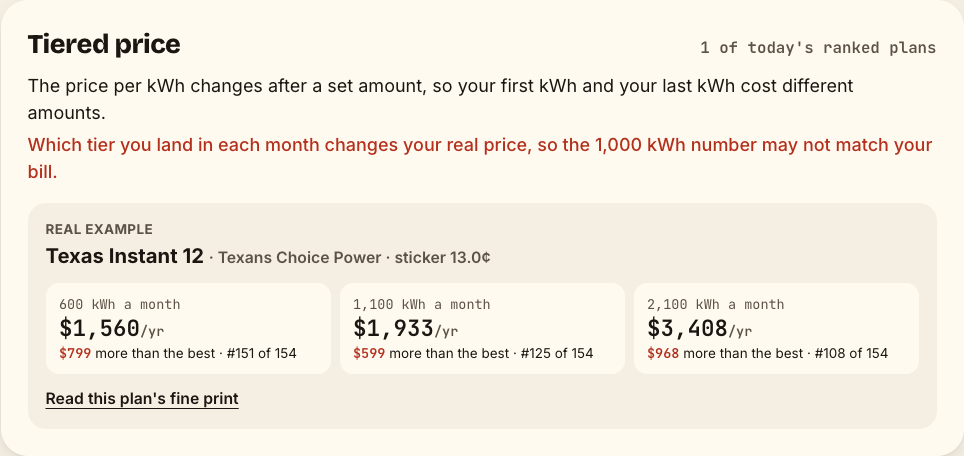 Tiered price
1 of today's ranked plans
The price per kWh changes after a set amount, so your first kWh and your last kWh cost different
amounts.
Which tier you land in each month changes your real price, so the 1,000 kWh number may not match your
bill.
REAL EXAMPLE
Texas Instant 12 · Texans Choice Power · sticker 13.0¢
600 kWh a month
$1,560/yr
$799 more than the best · #151 of 154
1,100 kWh a month
$1,933/yr
$599 more than the best · #125 of 154
2,100 kWh a month
$3,408/yr
$968 more than the best · #108 of 154
Read this plan's fine print